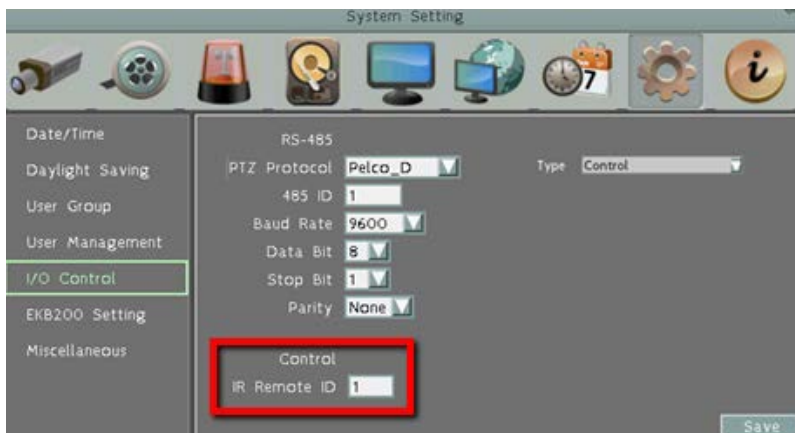 System Setting
7
i
Date/Time
Daylight Saving
User Group
User Management
I/O Control
EKB200 Setting
Miscellaneous
RS-485
PTZ Protocol Pelco_D
Type Control
485 ID 1
Baud Rate 9600
Data Bit 8
Stop Bit 1
Parity None
Control
IR Remote ID 1
Save